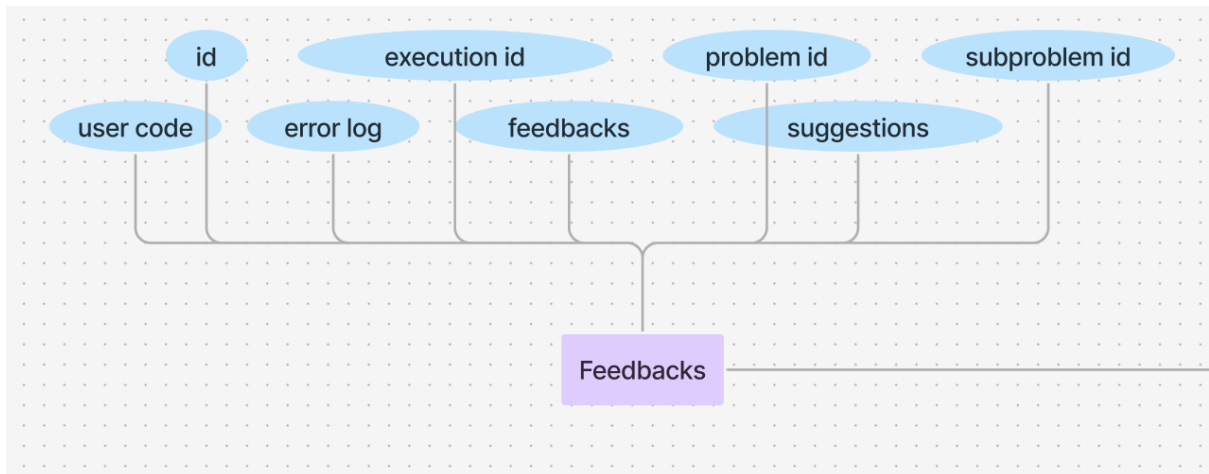 id
execution id
problem id
subproblem id
user code
error log
feedbacks
suggestions
Feedbacks